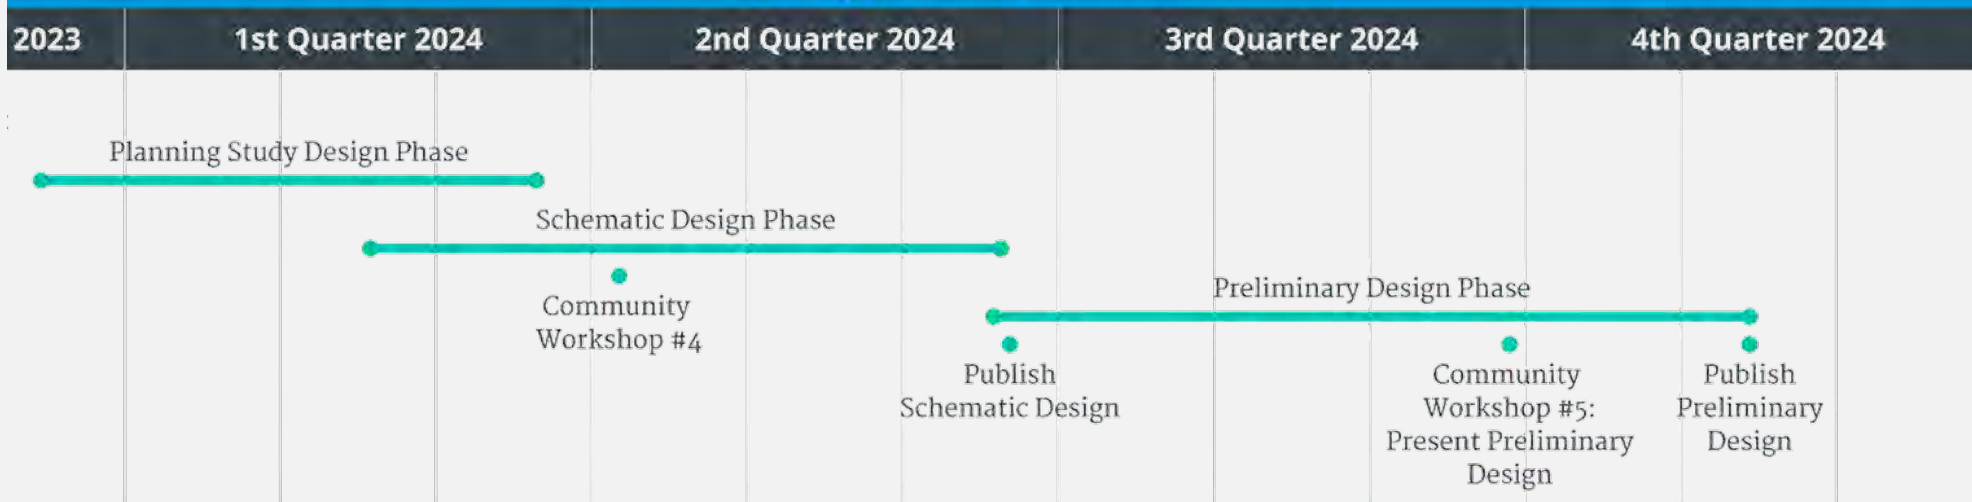 2023 1st Quarter 2024 2nd Quarter 2024 3rd Quarter 2024 4th Quarter 2024
Planning Study Design Phase
Schematic Design Phase
Community
Workshop #4
Preliminary Design Phase
Publish
Schematic Design
Community
Workshop #5:
Present Preliminary
Design
Publish
Preliminary
Design